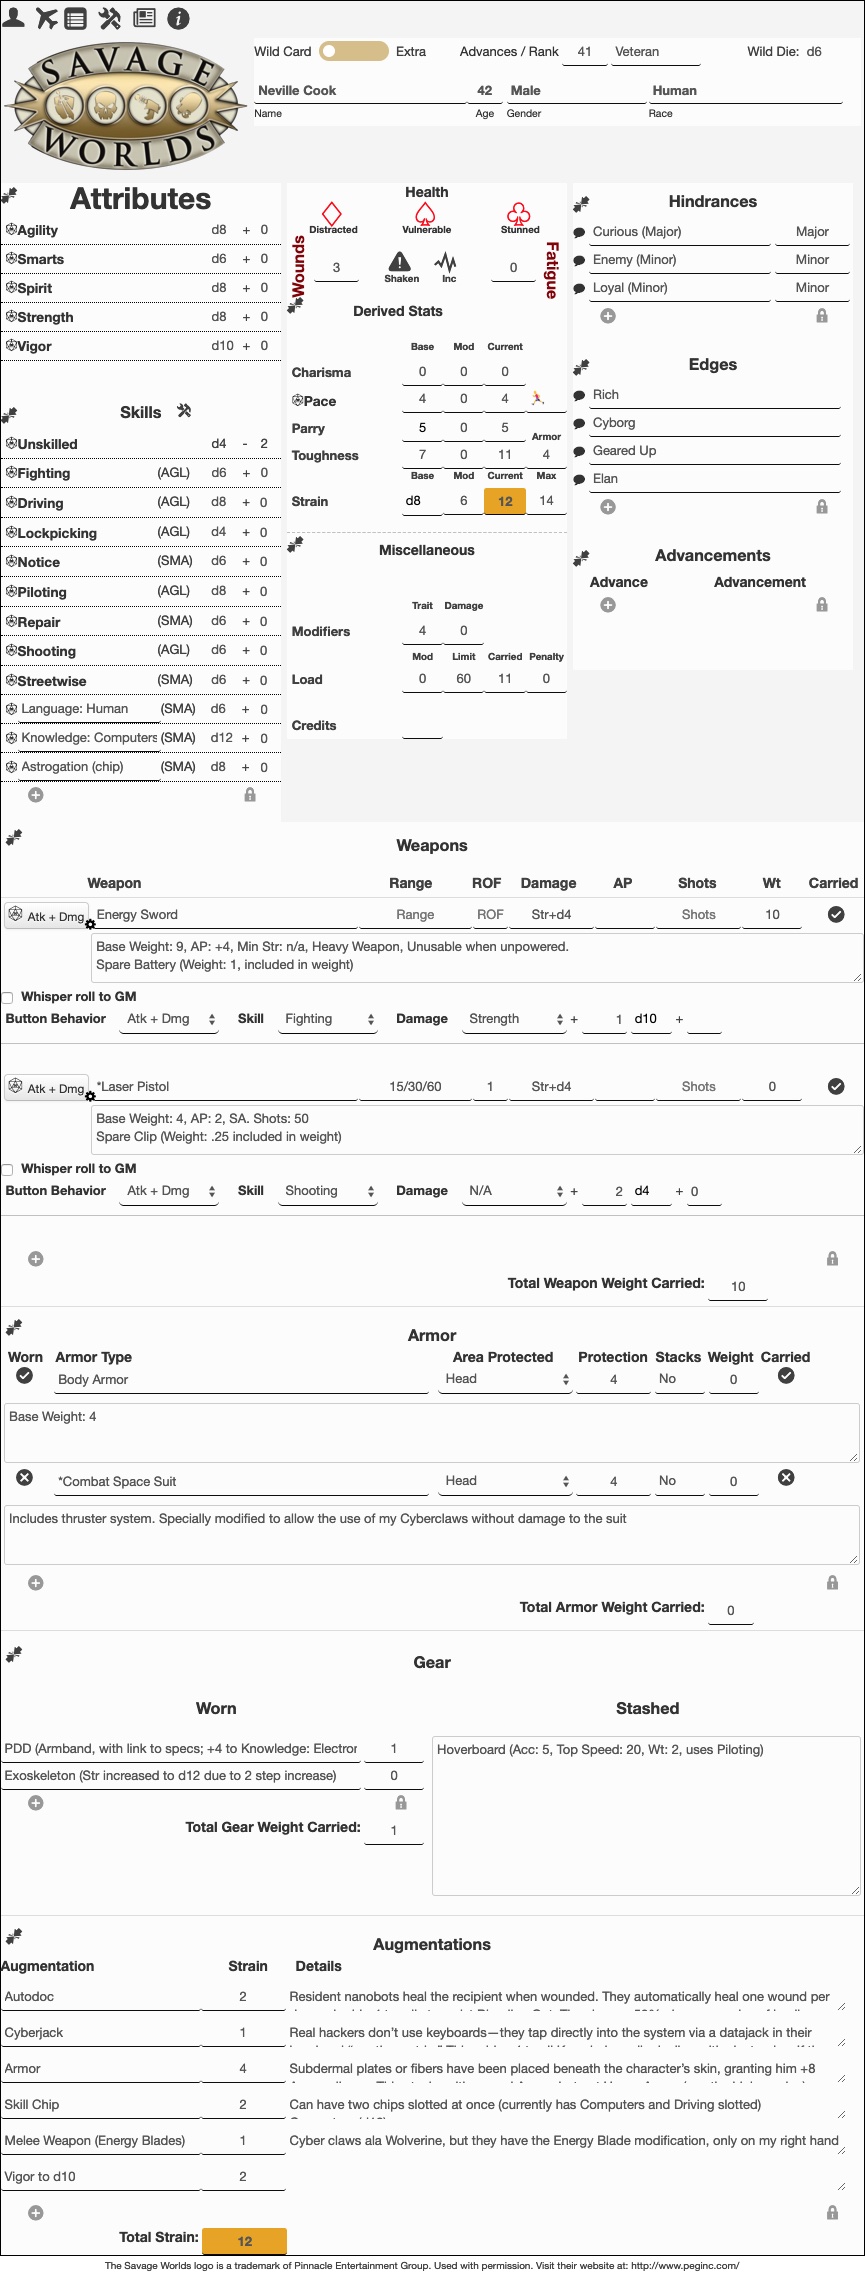 SAVAGE
WORLDS
Wild Card Extra Advances / Rank 41 Veteran Wild Die: d6
Neville Cook 42 Male Human
Name Age Gender Race
Attributes
Agility d8 + 0
Smarts d6 + 0
Spirit d8 + 0
Strength d8 + 0
Vigor d10 + 0
Skills
Unskilled d4 - 2
Fighting (AGL) d6 + 0
Driving (AGL) d8 + 0
Lockpicking (AGL) d4 + 0
Notice (SMA) d6 + 0
Piloting (AGL) d8 + 0
Repair (SMA) d6 + 0
Shooting (AGL) d6 + 0
Streetwise (SMA) d6 + 0
Language: Human (SMA) d6 + 0
Knowledge: Computers (SMA) d12 + 0
Astrogation (chip) (SMA) d8 + 0
Health
Distracted Vulnerable Stunned
Wounds 3 Shaken Inc 0 Fatigue
Derived Stats
Base Mod Current
Charisma 0 0 0
Pace 4 0 4
Parry 5 0 5 Armor
Toughness 7 0 11 4
Base Mod Current Max
Strain d8 6 12 14
Miscellaneous
Trait Damage
Modifiers 4 0
Mod Limit Carried Penalty
Load 0 60 11 0
Credits
Hindrances
Curious (Major) Major
Enemy (Minor) Minor
Loyal (Minor) Minor
Edges
Rich
Cyborg
Geared Up
Elan
Advancements
Advance Advancement
Weapons
Weapon Range ROF Damage AP Shots Wt Carried
Atk + Dmg Energy Sword Range ROF Str+d4 Shots 10
Base Weight: 9, AP: +4, Min Str: n/a, Heavy Weapon, Unusable when unpowered.
Spare Battery (Weight: 1, included in weight)
Whisper roll to GM
Button Behavior Atk + Dmg Skill Fighting Damage Strength + 1 d10 +
Atk + Dmg *Laser Pistol 15/30/60 1 Str+d4 Shots 0
Base Weight: 4, AP: 2, SA. Shots: 50
Spare Clip (Weight: .25 included in weight)
Whisper roll to GM
Button Behavior Atk + Dmg Skill Shooting Damage N/A + 2 d4 + 0
Total Weapon Weight Carried: 10
Armor
Worn Armor Type Area Protected Protection Stacks Weight Carried
Body Armor Head 4 No 0
Base Weight: 4
*Combat Space Suit Head 4 No 0
Includes thruster system. Specially modified to allow the use of my Cyberclaws without damage to the suit
Total Armor Weight Carried: 0
Gear
Worn Stashed
PDD (Armband, with link to specs; +4 to Knowledge: Electror 1
Exoskeleton (Str increased to d12 due to 2 step increase) 0
Total Gear Weight Carried: 1
Hoverboard (Acc: 5, Top Speed: 20, Wt: 2, uses Piloting)
Augmentations
Augmentation Strain Details
Autodoc 2 Resident nanobots heal the recipient when wounded. They automatically heal one wound per
Cyberjack 1 Real hackers don't use keyboards—they tap directly into the system via a datajack in their
Armor 4 Subdermal plates or fibers have been placed beneath the character's skin, granting him +8
Skill Chip 2 Can have two chips slotted at once (currently has Computers and Driving slotted)
Melee Weapon (Energy Blades) 1 Cyber claws ala Wolverine, but they have the Energy Blade modification, only on my right hand
Vigor to d10 2
Total Strain: 12
The Savage Worlds logo is a trademark of Pinnacle Entertainment Group. Used with permission. Visit their website at: http://www.peginc.com/